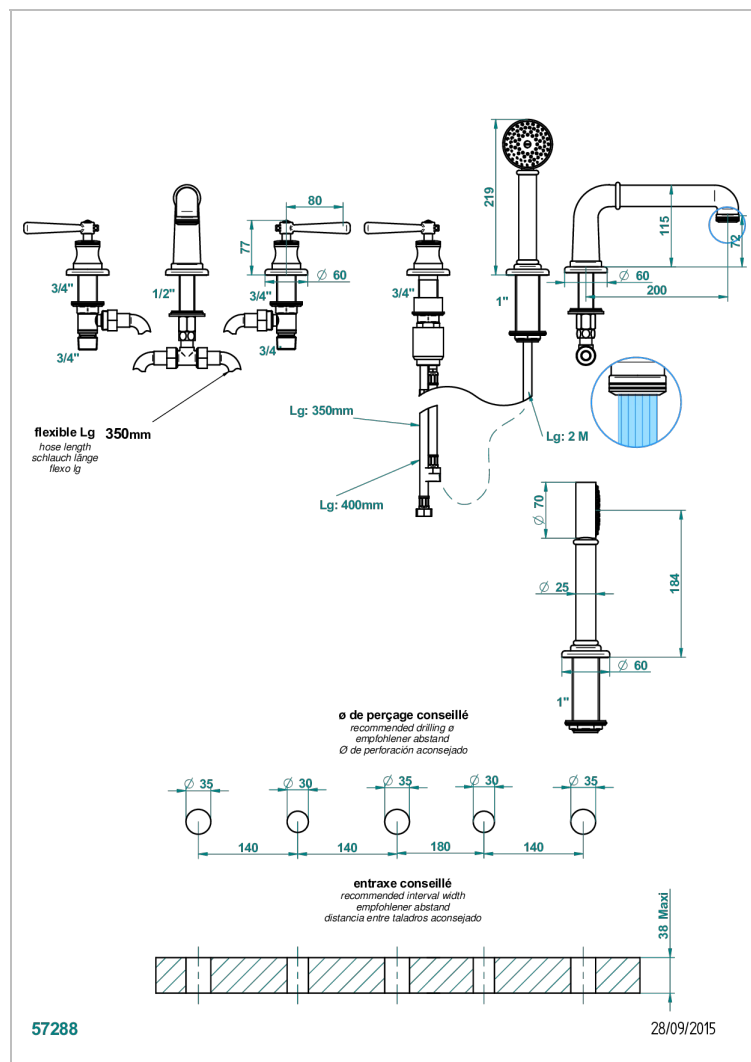 80
77
Ø 60
3/4"
1/2"
3/4"
3/4"
3/4"
3/4"
219
1"
115
72
Ø 60
200
flexible Lg 350mm
hose length
schlauch länge
flexo lg
Lg: 350mm
Lg: 400mm
Lg: 2 M
Ø 70
Ø 25
184
Ø 60
1"
ø de perçage conseillé
recommended drilling ø
empfohlener abstand
Ø de perforación aconsejado
Ø 35
Ø 30
Ø 35
Ø 30
Ø 35
140
140
180
140
entraxe conseillé
recommended interval width
empfohlener abstand
distancia entre taladros aconsejado
38 Maxi
57288
28/09/2015